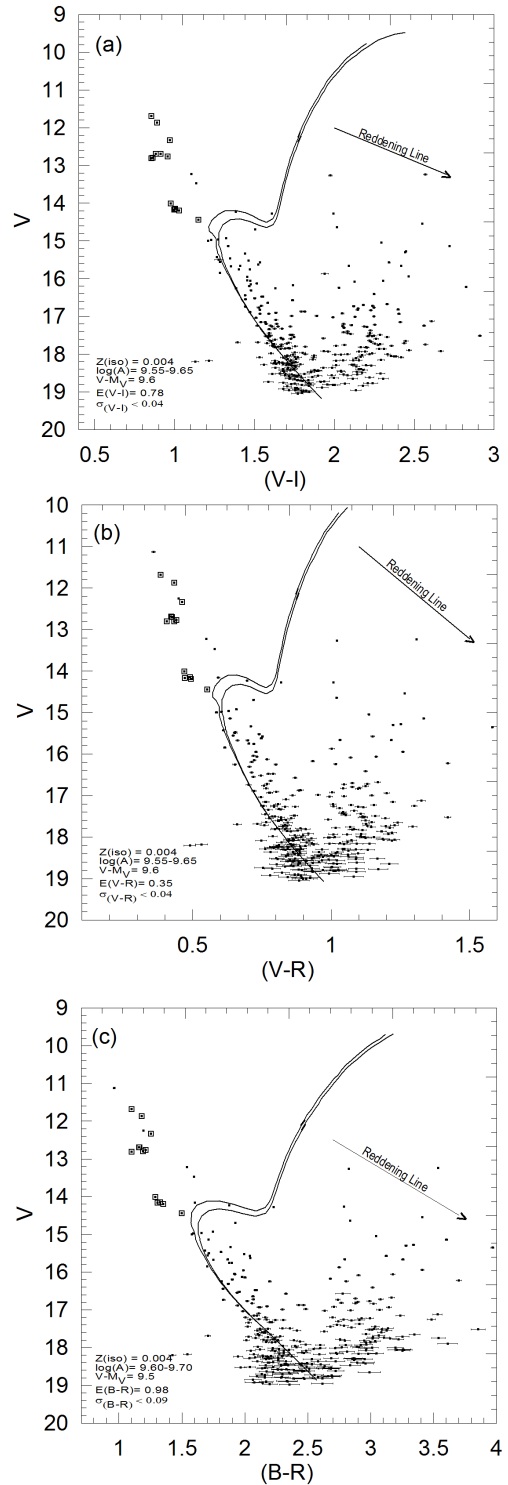 (a)
9
10
11
12
13
14
15
16
17
18
19
20
V
Reddening Line
Z(iso) = 0.004
log(A)= 9.55-9.65
V-MV= 9.6
E(V-I)= 0.78
σ(V-I) < 0.04
0.5 1 1.5 2 2.5 3
(V-I)
(b)
10
11
12
13
14
15
16
17
18
19
20
V
Reddening Line
Z(iso) = 0.004
log(A)= 9.55-9.65
V-MV= 9.6
E(V-R)= 0.35
σ(V-R) < 0.04
0.5 1 1.5
(V-R)
(c)
9
10
11
12
13
14
15
16
17
18
19
20
V
Reddening Line
Z(iso) = 0.004
log(A)= 9.60-9.70
V-MV= 9.5
E(B-R)= 0.98
σ(B-R) < 0.09
1 1.5 2 2.5 3 3.5 4
(B-R)